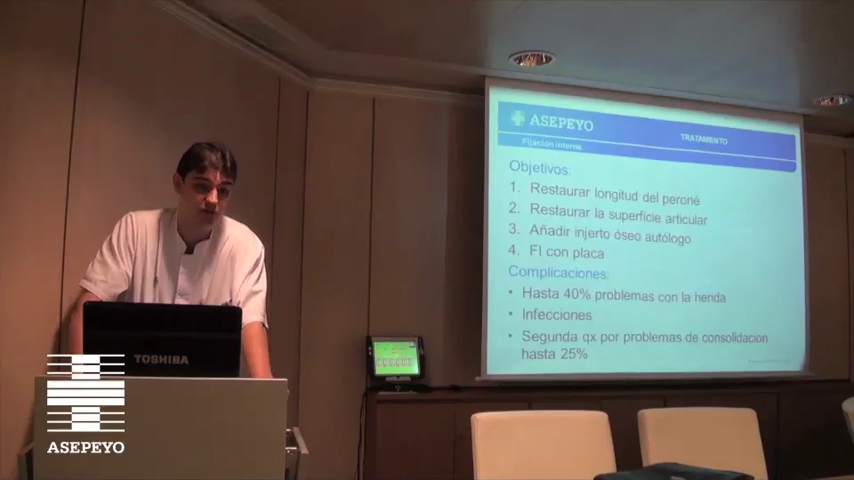 ASEPEYO
TRATAMIENTO
Fijación interna
Objetivos:
1. Restaurar longitud del peroné
2. Restaurar la superficie articular
3. Añadir injerto óseo autólogo
4. FI con placa
Complicaciones:
• Hasta 40% problemas con la herida
• Infecciones
• Segunda qx por problemas de consolidacion
hasta 25%
TOSHIBA
ASEPEYO